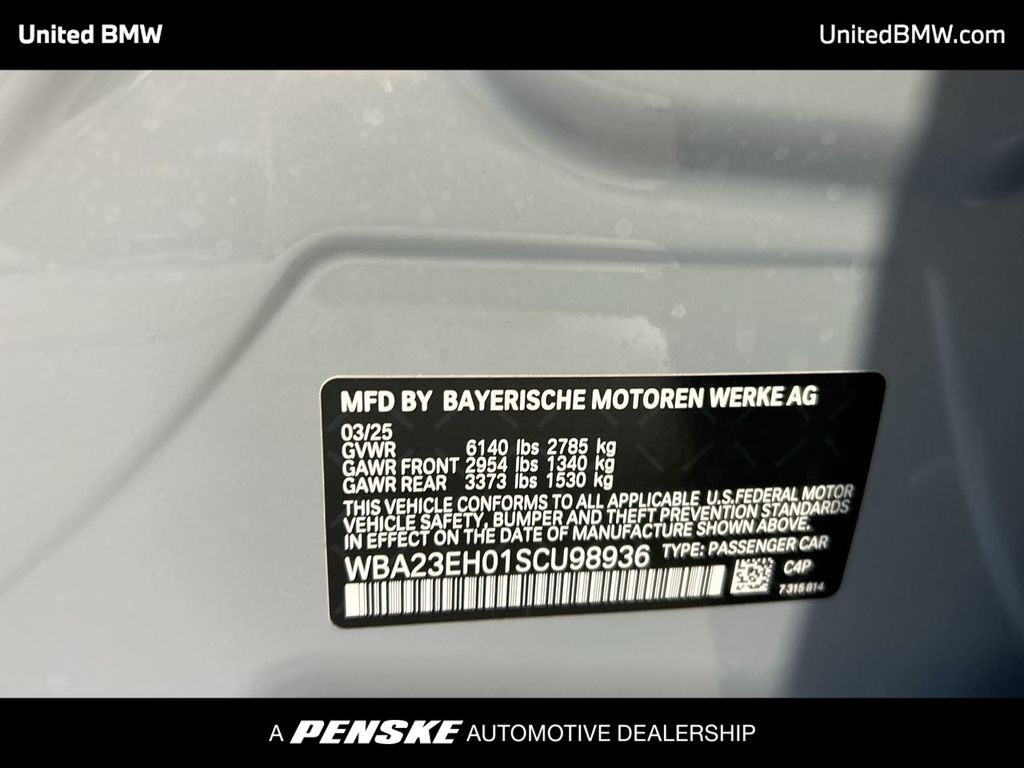 United BMW
UnitedBMW.com
MFD BY BAYERISCHE MOTOREN WERKE AG
03/25
GVWR 6140 lbs 2785 kg
GAWR FRONT 2954 lbs 1340 kg
GAWR REAR 3373 lbs 1530 kg
THIS VEHICLE CONFORMS TO ALL APPLICABLE U.S.FEDERAL MOTOR
VEHICLE SAFETY, BUMPER AND THEFT PREVENTION STANDARDS
IN EFFECT ON THE DATE OF MANUFACTURE SHOWN ABOVE.
WBA23EH01SCU98936 TYPE: PASSENGER CAR
C4P
7315814
A PENSKE AUTOMOTIVE DEALERSHIP